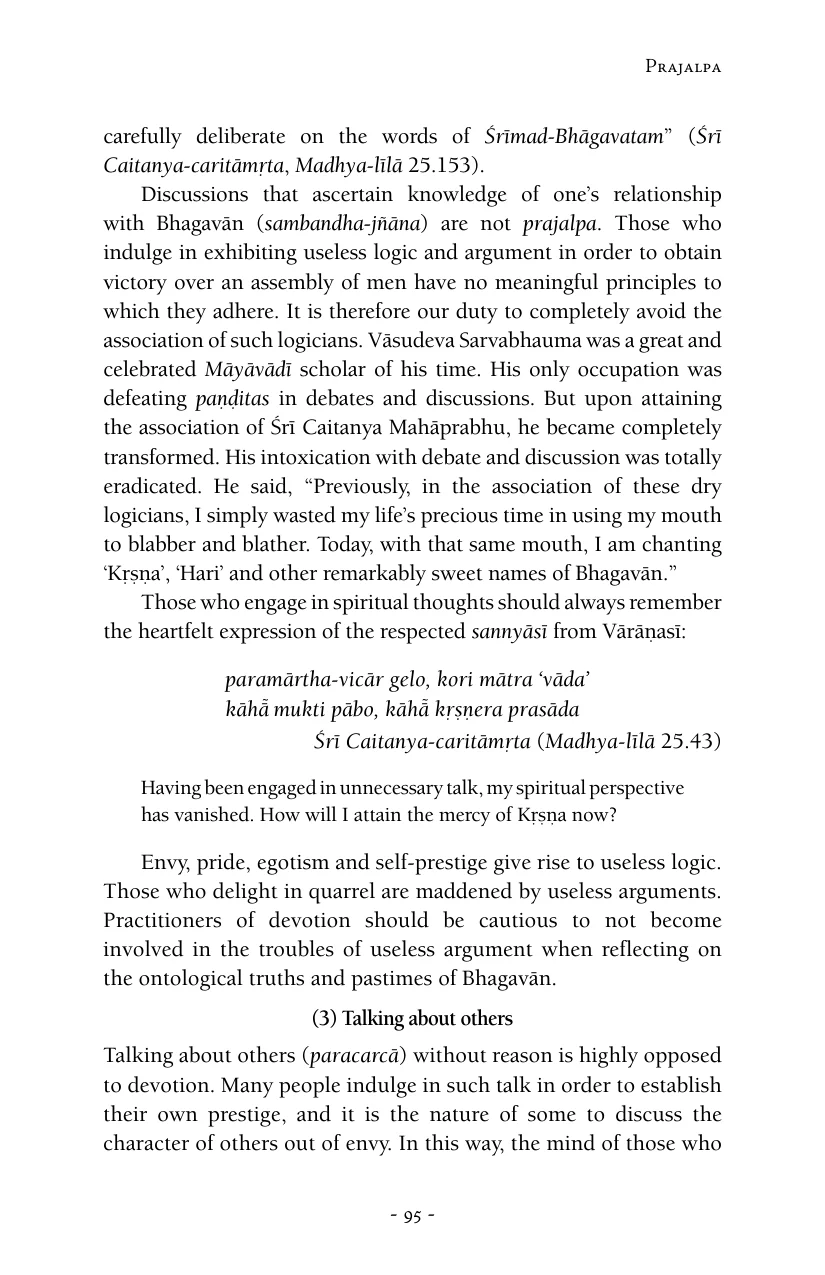 Prajalpa
carefully deliberate on the words of Śrīmad-Bhāgavatam” (Śrī
Caitanya-caritāmṛta, Madhya-līlā 25.153).
Discussions that ascertain knowledge of one’s relationship
with Bhagavān (sambandha-jñāna) are not prajalpa. Those who
indulge in exhibiting useless logic and argument in order to obtain
victory over an assembly of men have no meaningful principles to
which they adhere. It is therefore our duty to completely avoid the
association of such logicians. Vāsudeva Sarvabhauma was a great and
celebrated Māyāvādī scholar of his time. His only occupation was
defeating paṇḍitas in debates and discussions. But upon attaining
the association of Śrī Caitanya Mahāprabhu, he became completely
transformed. His intoxication with debate and discussion was totally
eradicated. He said, “Previously, in the association of these dry
logicians, I simply wasted my life’s precious time in using my mouth
to blabber and blather. Today, with that same mouth, I am chanting
‘Kṛṣṇa’, ‘Hari’ and other remarkably sweet names of Bhagavān.”
Those who engage in spiritual thoughts should always remember
the heartfelt expression of the respected sannyāsī from Vārāṇasī:
paramārtha-vicār gelo, kori mātra ‘vāda’
kāhā̃ mukti pābo, kāhā̃ kṛṣṇera prasāda
Śrī Caitanya-caritāmṛta (Madhya-līlā 25.43)
Having been engaged in unnecessary talk, my spiritual perspective
has vanished. How will I attain the mercy of Kṛṣṇa now?
Envy, pride, egotism and self-prestige give rise to useless logic.
Those who delight in quarrel are maddened by useless arguments.
Practitioners of devotion should be cautious to not become
involved in the troubles of useless argument when reflecting on
the ontological truths and pastimes of Bhagavān.
(3) Talking about others
Talking about others (paracarcā) without reason is highly opposed
to devotion. Many people indulge in such talk in order to establish
their own prestige, and it is the nature of some to discuss the
character of others out of envy. In this way, the mind of those who
- 95 -